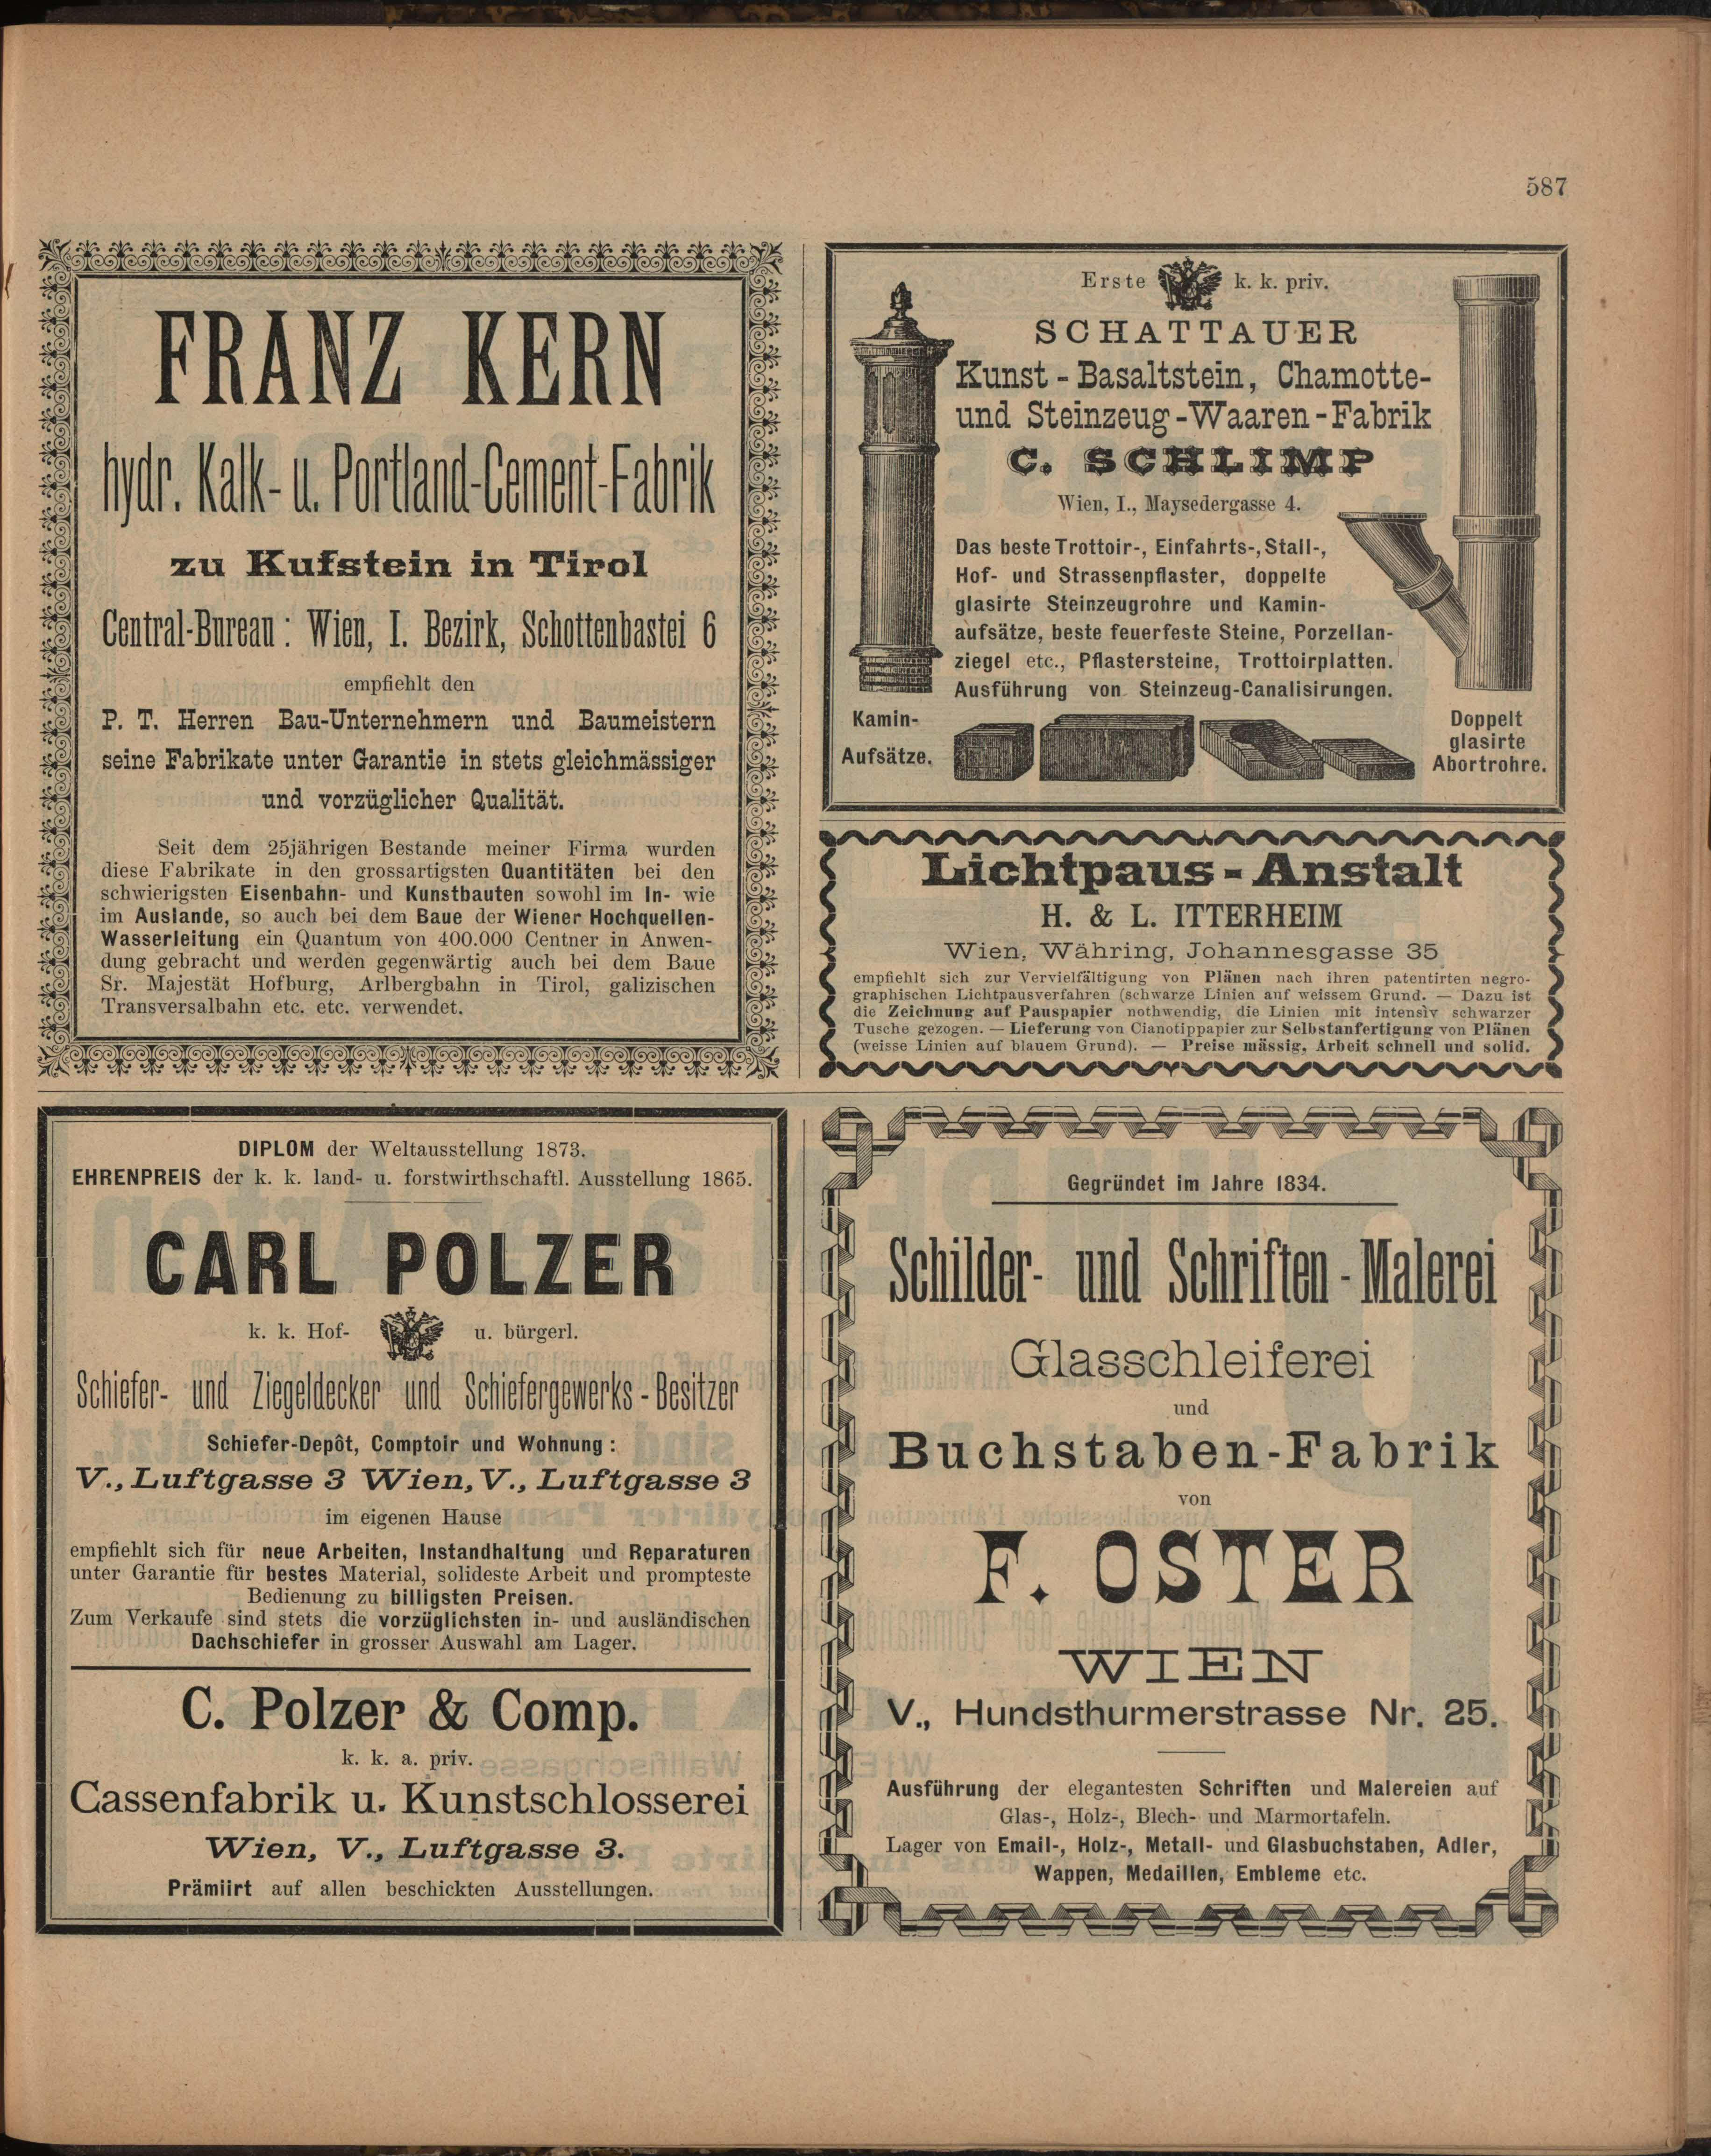 587
FRANZ KERN
hydr. Kalk- u. Portland-Cement-Fabrik
zu Kufstein in Tirol
Central-Bureau : Wien, I. Bezirk, Schottenbastei 6
empfiehlt den
P. T. Herren Bau-Unternehmern und Baumeistern
seine Fabrikate unter Garantie in stets gleichmässiger
und vorzüglicher Qualität.
Seit dem 25jährigen Bestande meiner Firma wurden
diese Fabrikate in den grossartigsten Quantitäten bei den
schwierigsten Eisenbahn- und Kunstbauten sowohl im In- wie
im Auslande, so auch bei dem Baue der Wiener Hochquellen-
Wasserleitung ein Quantum von 400.000 Centner in Anwen-
dung gebracht und werden gegenwärtig auch bei dem Baue
Sr. Majestät Hofburg, Arlbergbahn in Tirol, galizischen
Transversalbahn etc. etc. verwendet.
Erste k. k. priv.
SCHATTAUER
Kunst - Basaltstein, Chamotte-
und Steinzeug - Waaren - Fabrik
C. SCHLIMP
Wien, I., Maysedergasse 4.
Das beste Trottoir-, Einfahrts-, Stall-,
Hof- und Strassenpflaster, doppelte
glasirte Steinzeugrohre und Kamin-
aufsätze, beste feuerfeste Steine, Porzellan-
ziegel etc., Pflastersteine, Trottoirplatten.
Ausführung von Steinzeug-Canalisirungen.
Kamin-
Aufsätze.
Doppelt
glasirte
Abortrohre.
Lichtpaus - Anstalt
H. & L. ITTERHEIM
Wien, Währing, Johannesgasse 35
empfiehlt sich zur Vervielfältigung von Plänen nach ihren patentirten negro-
graphischen Lichtpausverfahren (schwarze Linien auf weissem Grund. — Dazu ist
die Zeichnung auf Pauspapier nothwendig, die Linien mit intensiv schwarzer
Tusche gezogen. — Lieferung von Cianotippapier zur Selbstanfertigung von Plänen
(weisse Linien auf blauem Grund). — Preise mässig, Arbeit schnell und solid.
DIPLOM der Weltausstellung 1873.
EHRENPREIS der k. k. land- u. forstwirthschaftl. Ausstellung 1865.
CARL POLZER
k. k. Hof- u. bürgerl.
Schiefer- und Ziegeldecker und Schiefergewerks - Besitzer
Schiefer-Depôt, Comptoir und Wohnung :
V., Luftgasse 3 Wien, V., Luftgasse 3
im eigenen Hause
empfiehlt sich für neue Arbeiten, Instandhaltung und Reparaturen
unter Garantie für bestes Material, solideste Arbeit und prompteste
Bedienung zu billigsten Preisen.
Zum Verkaufe sind stets die vorzüglichsten in- und ausländischen
Dachschiefer in grosser Auswahl am Lager.
C. Polzer & Comp.
k. k. a. priv.
Cassenfabrik u. Kunstschlosserei
Wien, V., Luftgasse 3.
Prämiirt auf allen beschickten Ausstellungen.
Gegründet im Jahre 1834.
Schilder- und Schriften - Malerei
Glasschleiferei
und
Buchstaben-Fabrik
von
F. OSTER
WIEN
V., Hundsthurmerstrasse Nr. 25.
Ausführung der elegantesten Schriften und Malereien auf
Glas-, Holz-, Blech- und Marmortafeln.
Lager von Email-, Holz-, Metall- und Glasbuchstaben, Adler,
Wappen, Medaillen, Embleme etc.